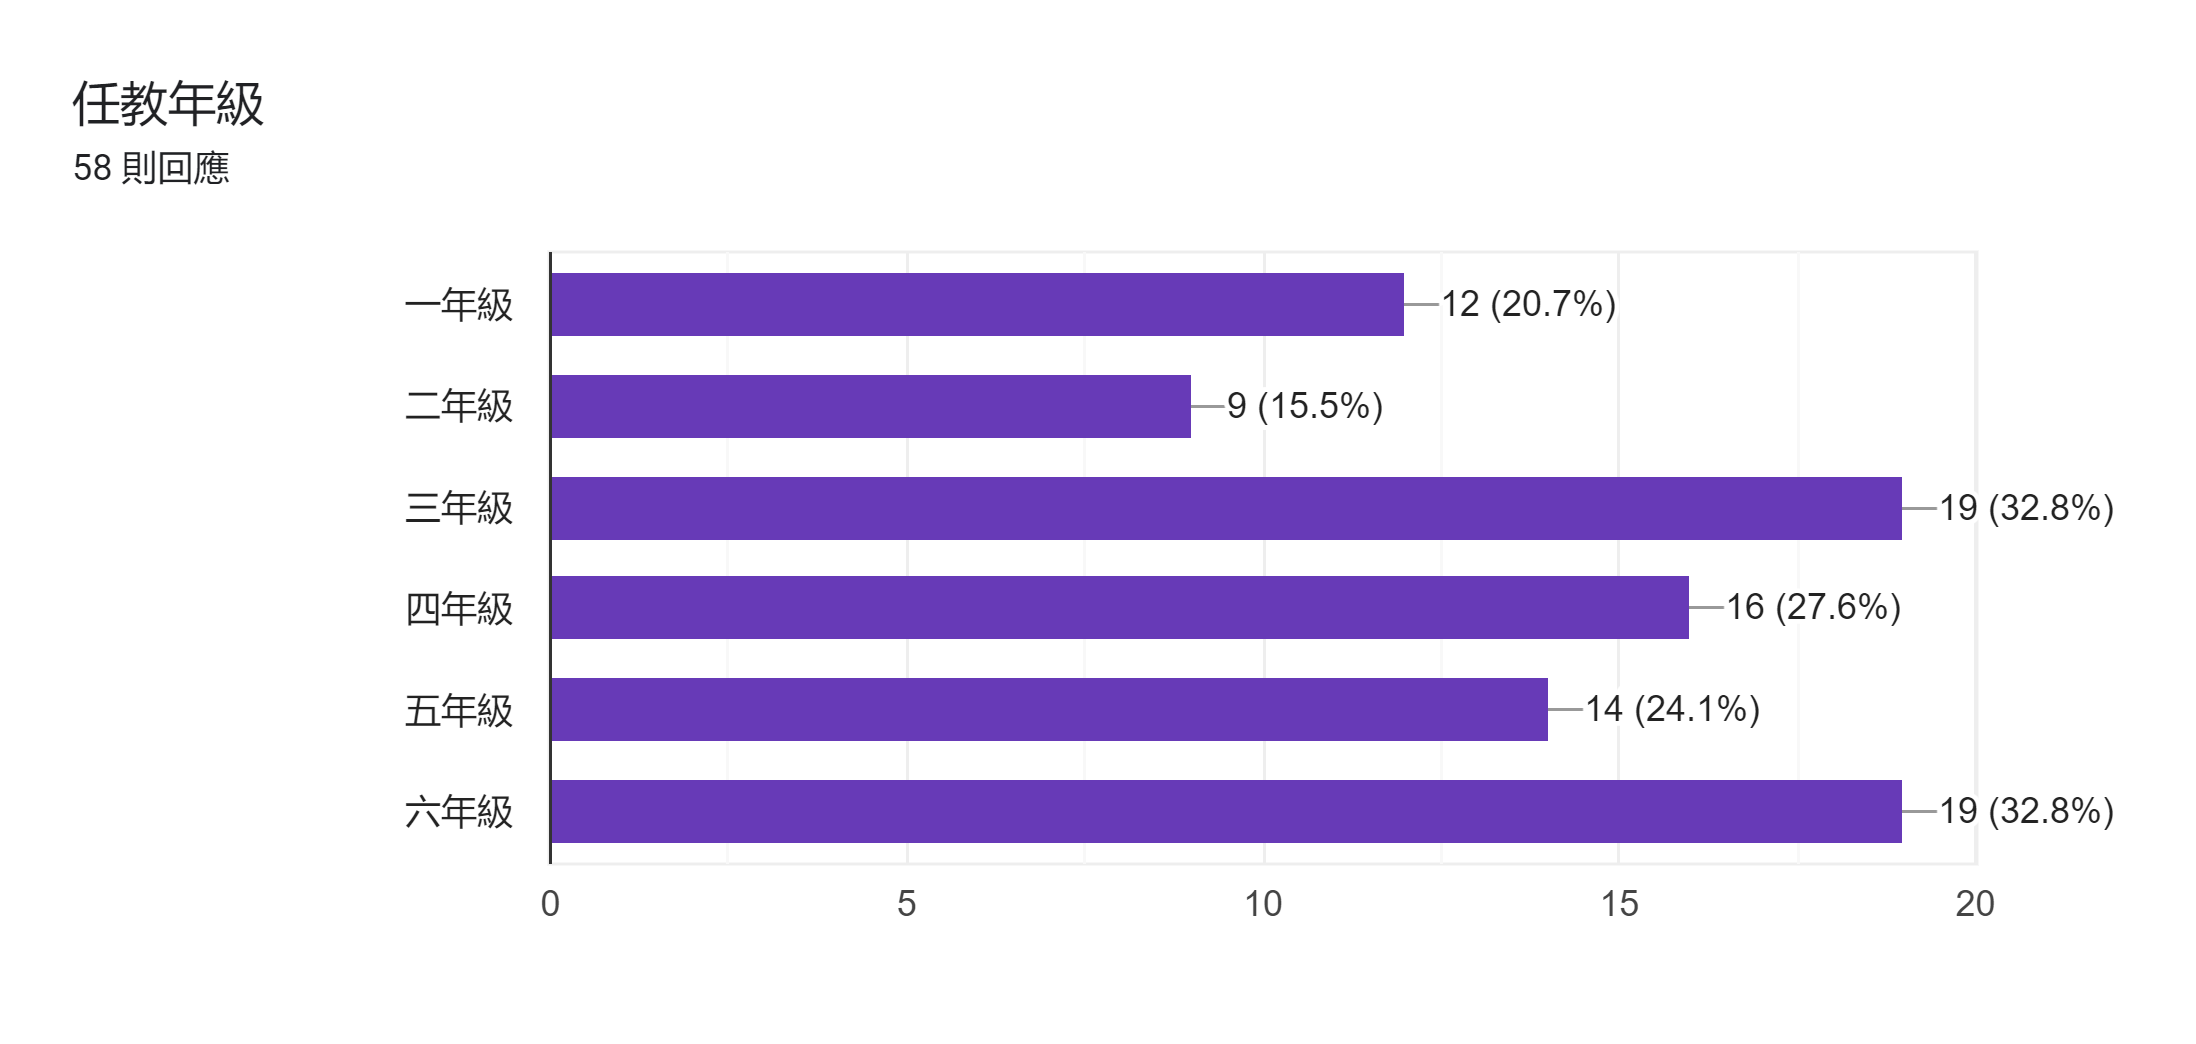 任教年級
58 則回應
一年級 12 (20.7%)
二年級 9 (15.5%)
三年級 19 (32.8%)
四年級 16 (27.6%)
五年級 14 (24.1%)
六年級 19 (32.8%)
0 5 10 15 20